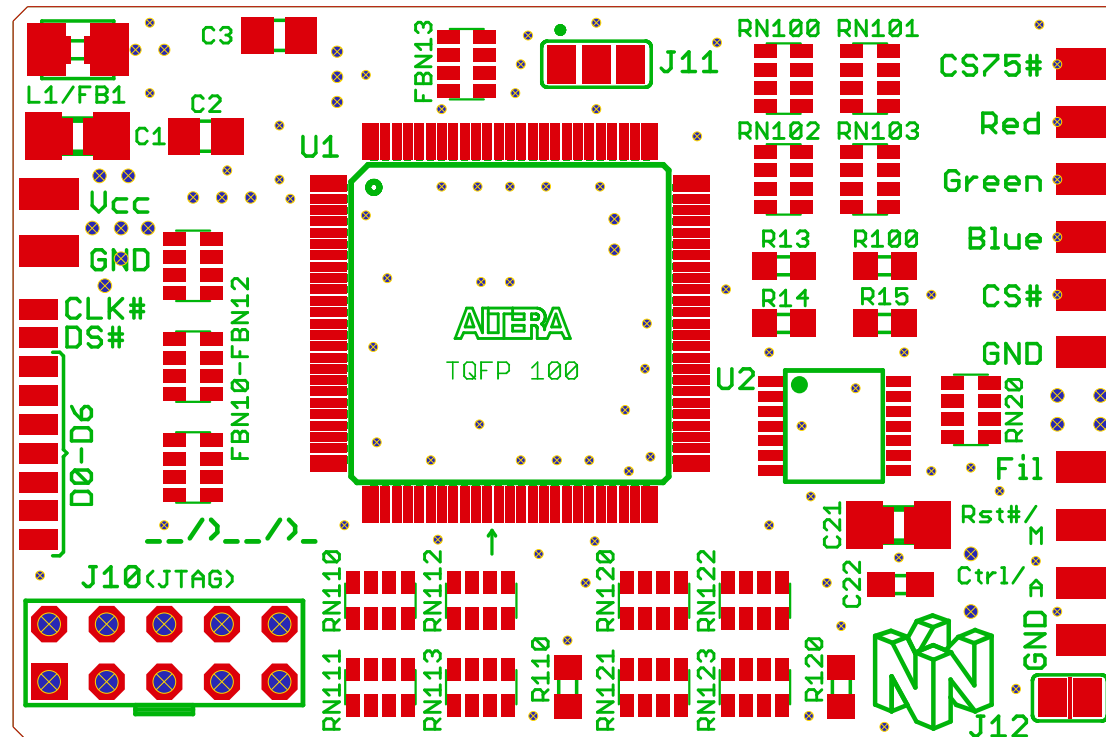 C3
FBN13
J11
RN100
RN101
CS75#
L1/FB1
C2
C1
U1
RN102
RN103
Red
Green
Vcc
GND
R13
R100
Blue
CLK#
DS#
FBN10-FBN12
R14
R15
CS#
ALTERA
TQFP 100
U2
GND
D0-D6
RN20
Fil
C21
Rst#/
M
J10(JTAG)
RN110
RN112
RN120
RN122
C22
Ctrl/
A
GND
RN111
RN113
R110
RN121
RN123
R120
J12